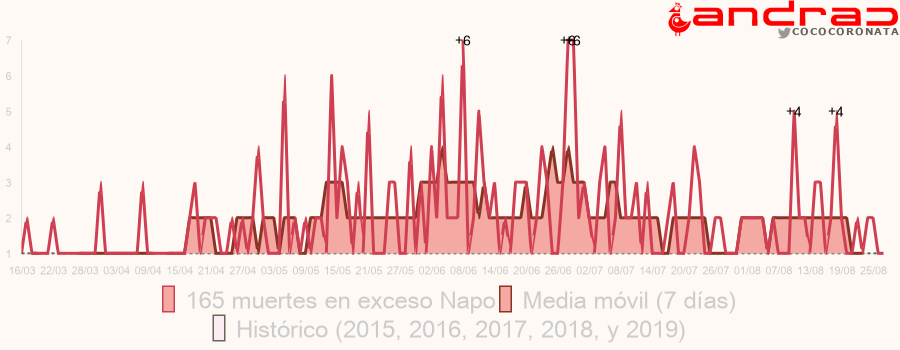 andrac
COCOCORONATA
+6
+6
+6
+4
+4
7
6
5
4
3
2
1
16/03 22/03 28/03 03/04 09/04 15/04 21/04 27/04 03/05 09/05 15/05 21/05 27/05 02/06 08/06 14/06 20/06 26/06 02/07 08/07 14/07 20/07 26/07 01/08 07/08 13/08 19/08 25/08
165 muertes en exceso Napo Media móvil (7 días)
Histórico (2015, 2016, 2017, 2018, y 2019)